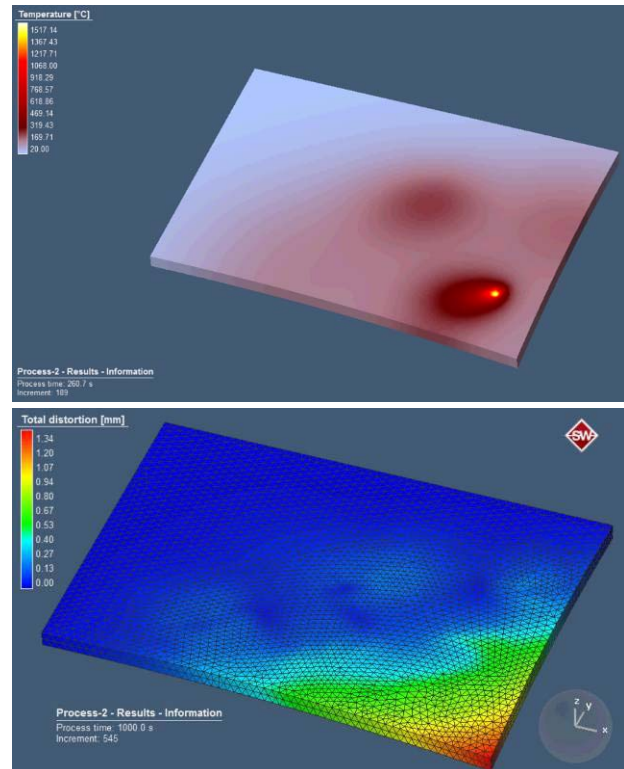 Temperature [°C]
1517.14
1367.43
1217.71
1068.00
918.29
768.57
618.86
469.14
319.43
169.71
20.00
Process-2 - Results - Information
Process time: 260.7 s
Increment: 189
Total distortion [mm]
1.34
1.20
1.07
0.94
0.80
0.67
0.53
0.40
0.27
0.13
0.00
SW
Process-2 - Results - Information
Process time: 1000.0 s
Increment: 545
z
y
x